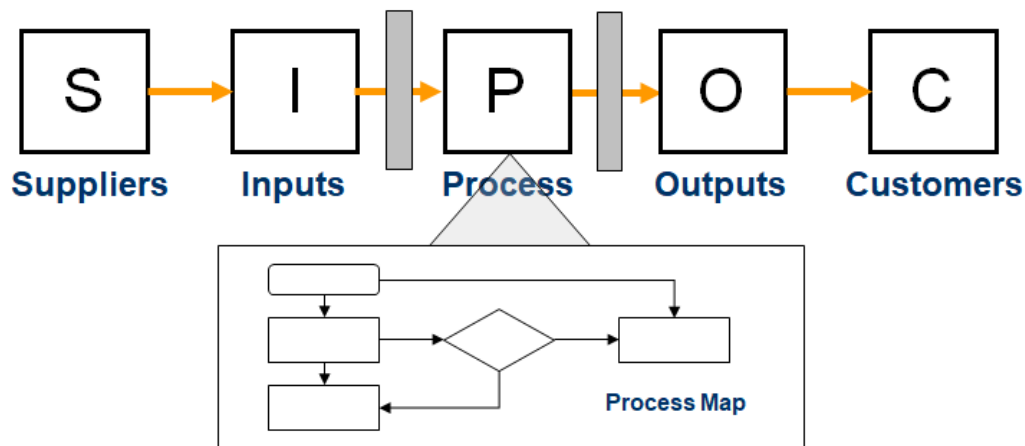 S I P O C
Suppliers Inputs Process Outputs Customers
Process Map